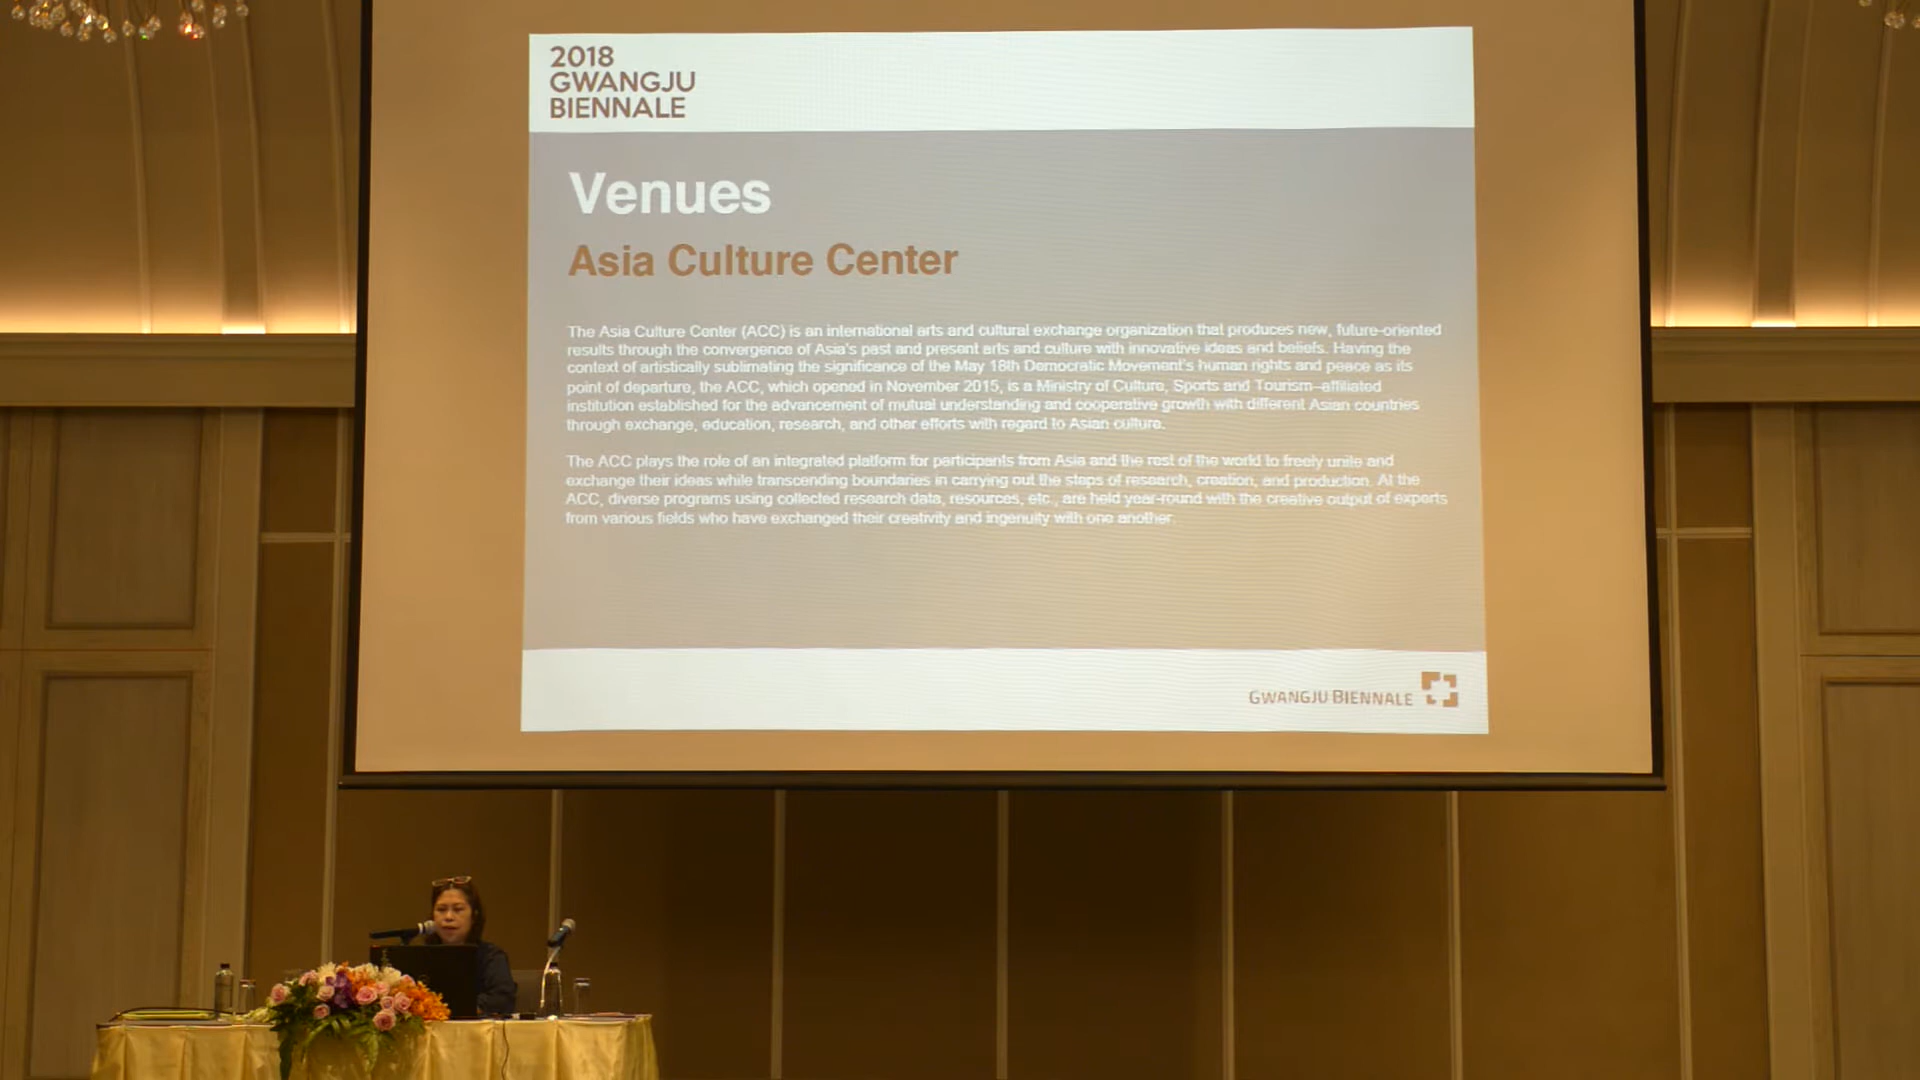 2018
GWANGJU
BIENNALE
Venues
Asia Culture Center
The Asia Culture Center (ACC) is an international arts and cultural exchange organization that produces new, future-oriented
results through the convergence of Asia's past and present arts and culture with innovative ideas and beliefs. Having the
context of artistically sublimating the significance of the May 18th Democratic Movement's human rights and peace as its
point of departure, the ACC, which opened in November 2015, is a Ministry of Culture, Sports and Tourism–affiliated
institution established for the advancement of mutual understanding and cooperative growth with different Asian countries
through exchange, education, research, and other efforts with regard to Asian culture.
The ACC plays the role of an integrated platform for participants from Asia and the rest of the world to freely unite and
exchange their ideas while transcending boundaries in carrying out the steps of research, creation, and production. At the
ACC, diverse programs using collected research data, resources, etc., are held year-round with the creative output of experts
from various fields who have exchanged their creativity and ingenuity with one another.
GWANGJU BIENNALE